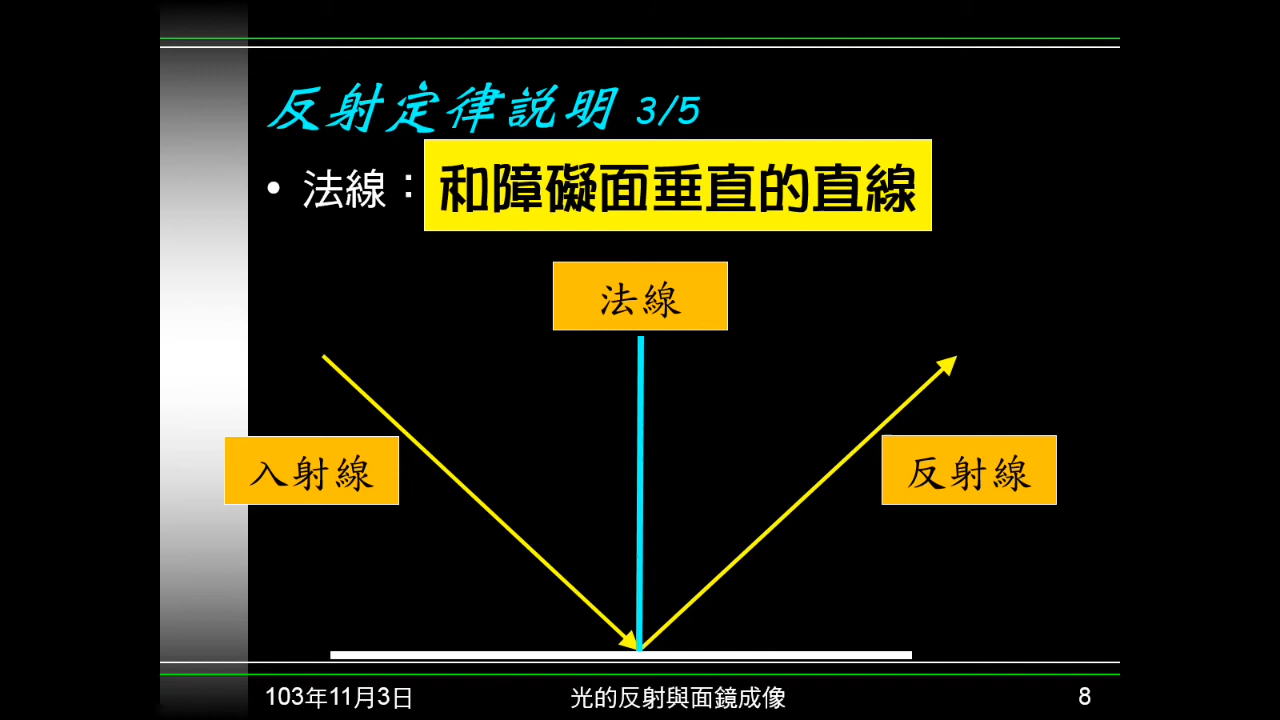 反射定律説明 3/5
• 法線：和障礙面垂直的直線
法線
入射線
反射線
103年11月3日
光的反射與面鏡成像
8